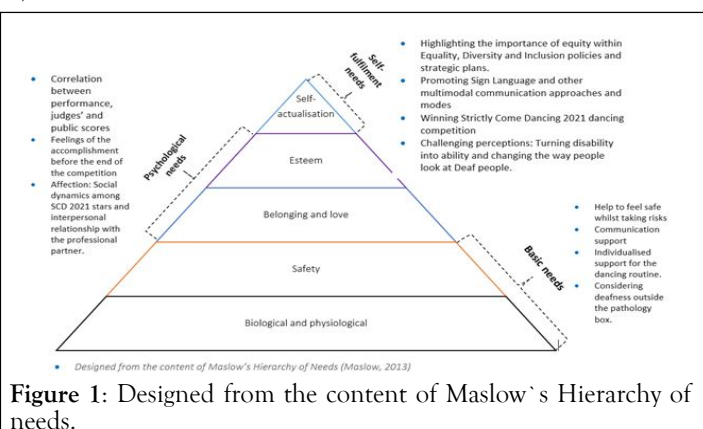 • Correlation
between
performance,
judges' and
public scores
• Feelings of the
accomplishment
before the end of
the competition
• Affection: Social
dynamics among
SCD 2021 stars and
interpersonal
relationship with
the professional
partner.
Psychological
needs
Self-
fulfilment
needs
• Highlighting the importance of equity within
Equality, Diversity and Inclusion policies and
strategic plans.
• Promoting Sign Language and other
multimodal communication approaches and
modes
• Winning Strictly Come Dancing 2021 dancing
competition
• Challenging perceptions: Turning disability
into ability and changing the way people
look at Deaf people.
Self-
actualisation
Esteem
Belonging and love
Safety
Biological and physiological
Basic needs
• Help to feel safe
whilst taking risks
• Communication
support
• Individualised
support for the
dancing routine.
• Considering
deafness outside
the pathology
box.
• Designed from the content of Maslow's Hierarchy of Needs (Maslow, 2013)
Figure 1: Designed from the content of Maslow`s Hierarchy of
needs.